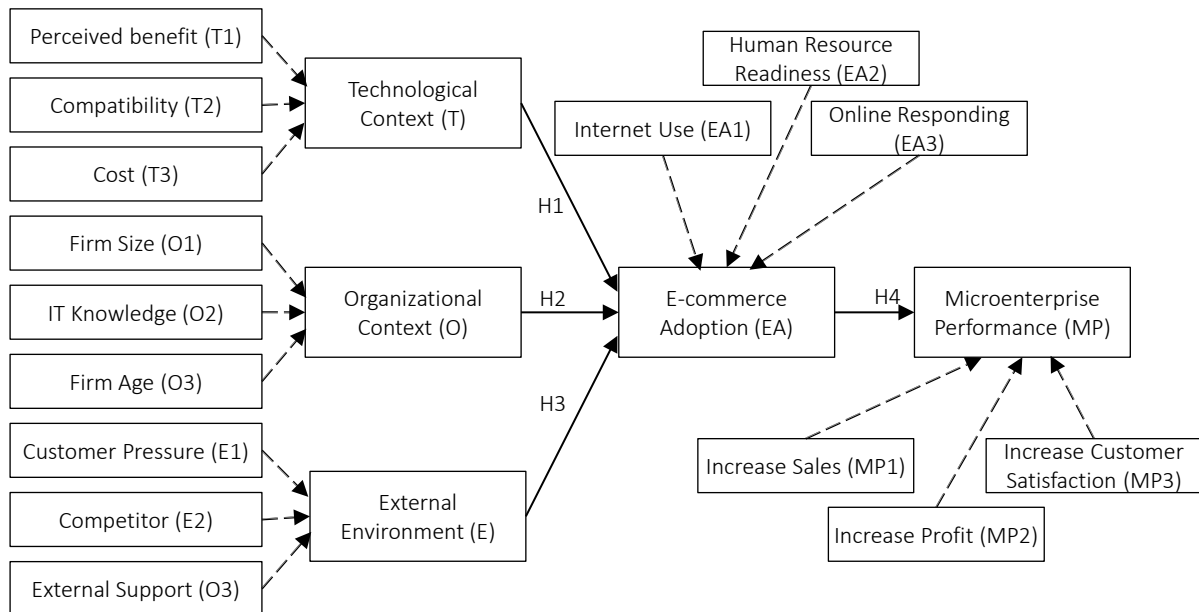 Perceived benefit (T1)
Compatibility (T2)
Cost (T3)
Firm Size (O1)
IT Knowledge (O2)
Firm Age (O3)
Customer Pressure (E1)
Competitor (E2)
External Support (O3)
Technological
Context (T)
Organizational
Context (O)
External
Environment (E)
H1
H2
H3
Human Resource
Readiness (EA2)
Internet Use (EA1)
Online Responding
(EA3)
E-commerce
Adoption (EA)
H4
Microenterprise
Performance (MP)
Increase Sales (MP1)
Increase Customer
Satisfaction (MP3)
Increase Profit (MP2)